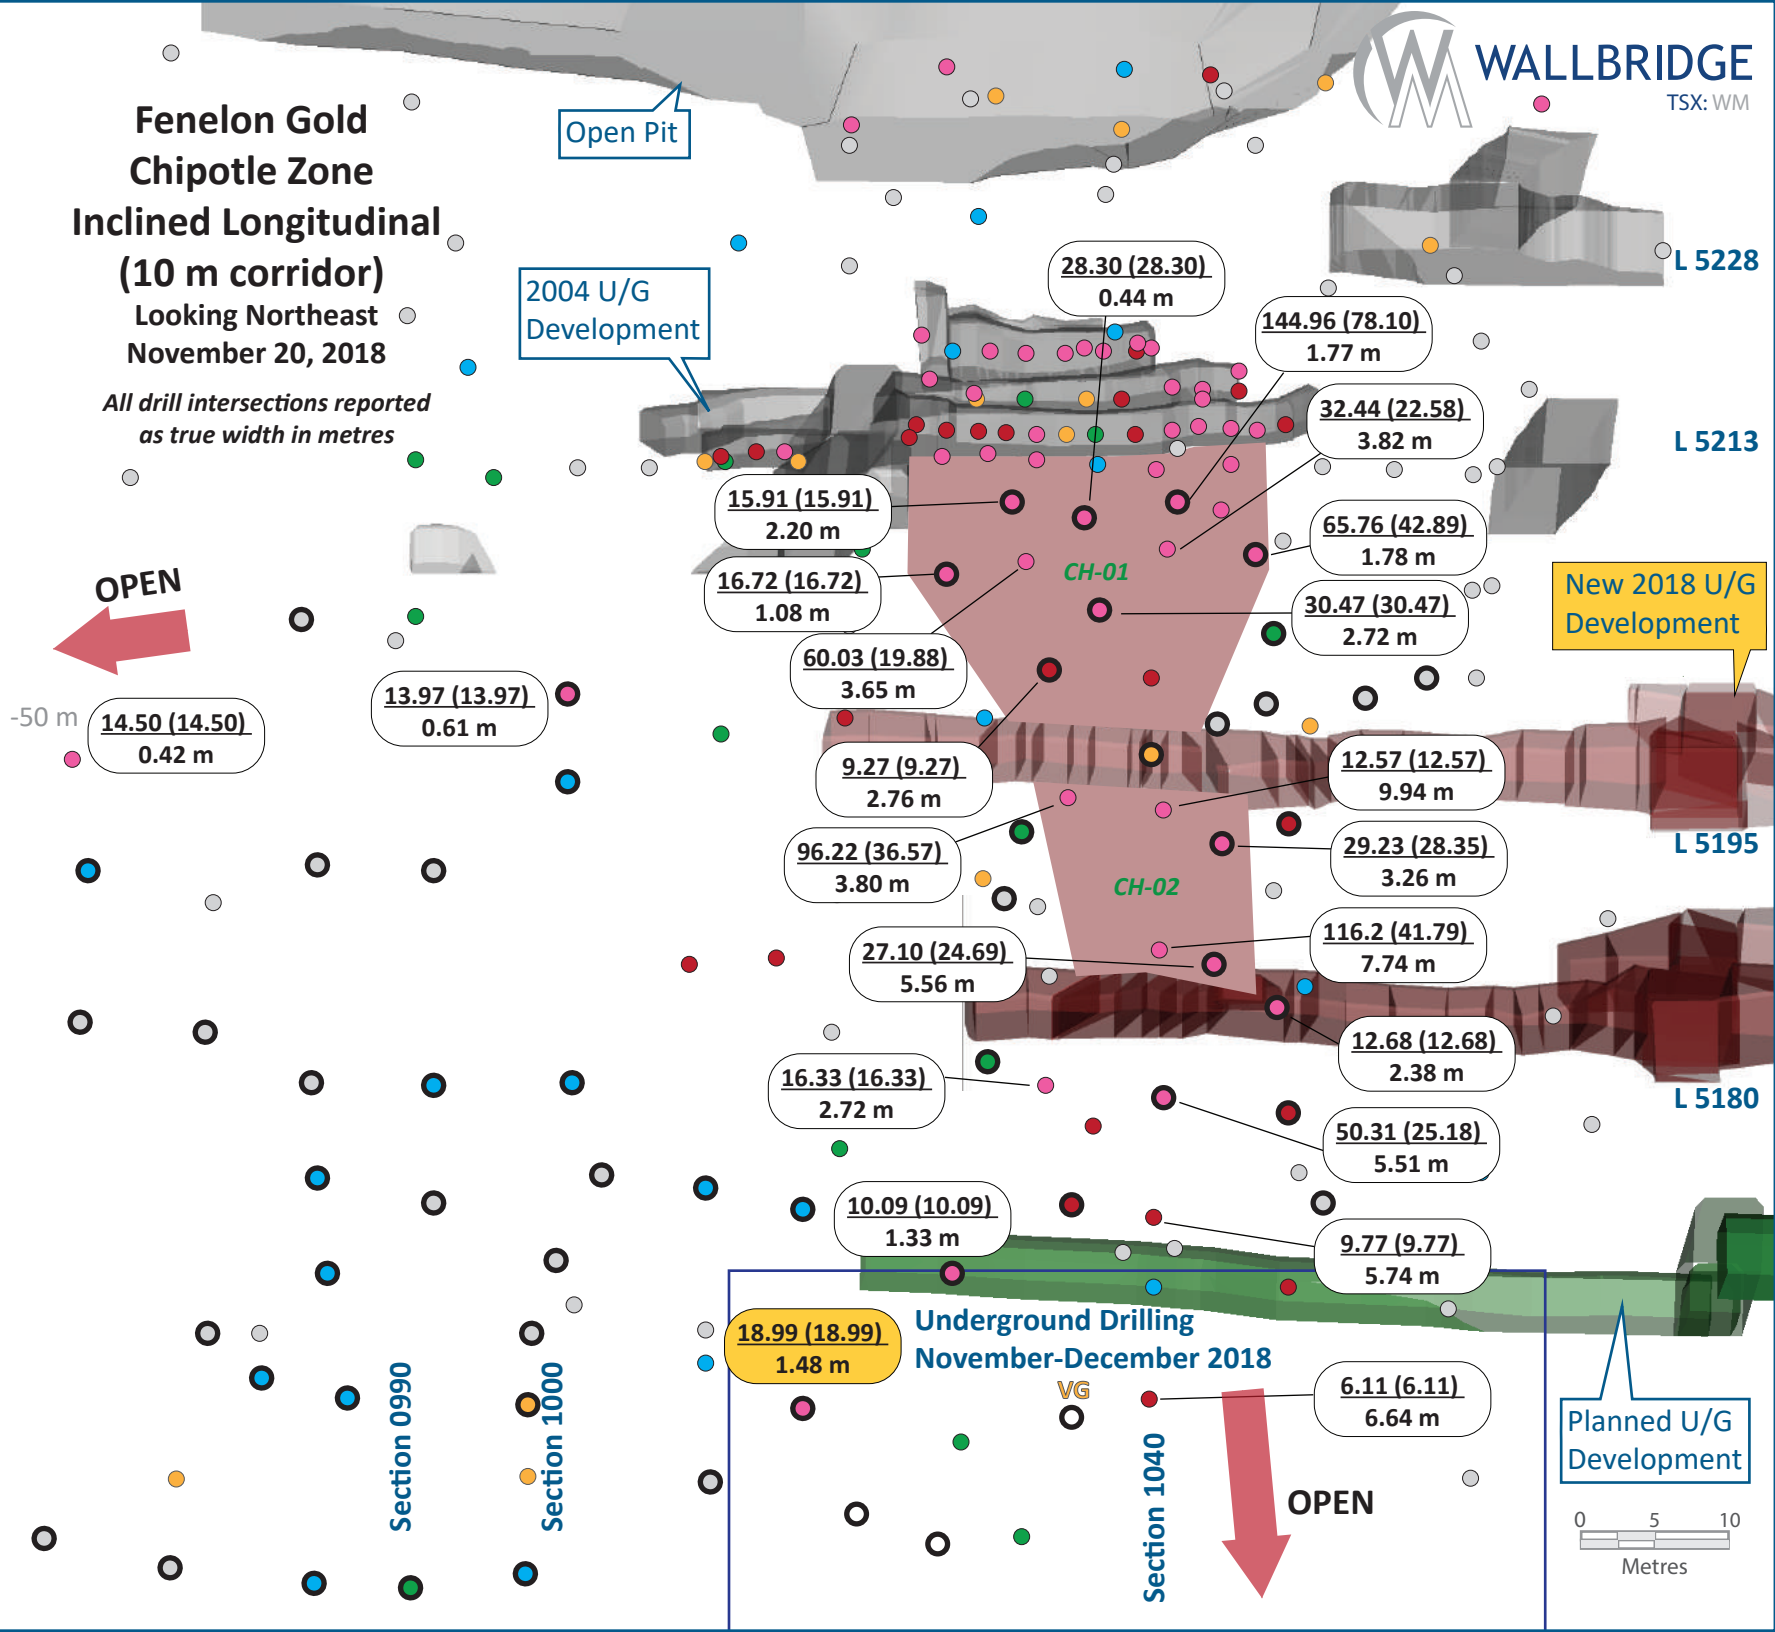 WALLBRIDGE
TSX: WM
Fenelon Gold
Chipotle Zone
Inclined Longitudinal
(10 m corridor)
Looking Northeast
November 20, 2018
All drill intersections reported
as true width in metres
Open Pit
2004 U/G
Development
28.30 (28.30)
0.44 m
L 5228
144.96 (78.10)
1.77 m
32.44 (22.58)
3.82 m
L 5213
15.91 (15.91)
2.20 m
65.76 (42.89)
1.78 m
16.72 (16.72)
1.08 m
CH-01
30.47 (30.47)
2.72 m
New 2018 U/G
Development
OPEN
60.03 (19.88)
3.65 m
-50 m
14.50 (14.50)
0.42 m
13.97 (13.97)
0.61 m
9.27 (9.27)
2.76 m
12.57 (12.57)
9.94 m
96.22 (36.57)
3.80 m
29.23 (28.35)
3.26 m
L 5195
CH-02
27.10 (24.69)
5.56 m
116.2 (41.79)
7.74 m
12.68 (12.68)
2.38 m
16.33 (16.33)
2.72 m
L 5180
50.31 (25.18)
5.51 m
10.09 (10.09)
1.33 m
9.77 (9.77)
5.74 m
18.99 (18.99)
1.48 m
Underground Drilling
November-December 2018
VG
6.11 (6.11)
6.64 m
Section 0990
Section 1000
Section 1040
OPEN
Planned U/G
Development
0 5 10
Metres